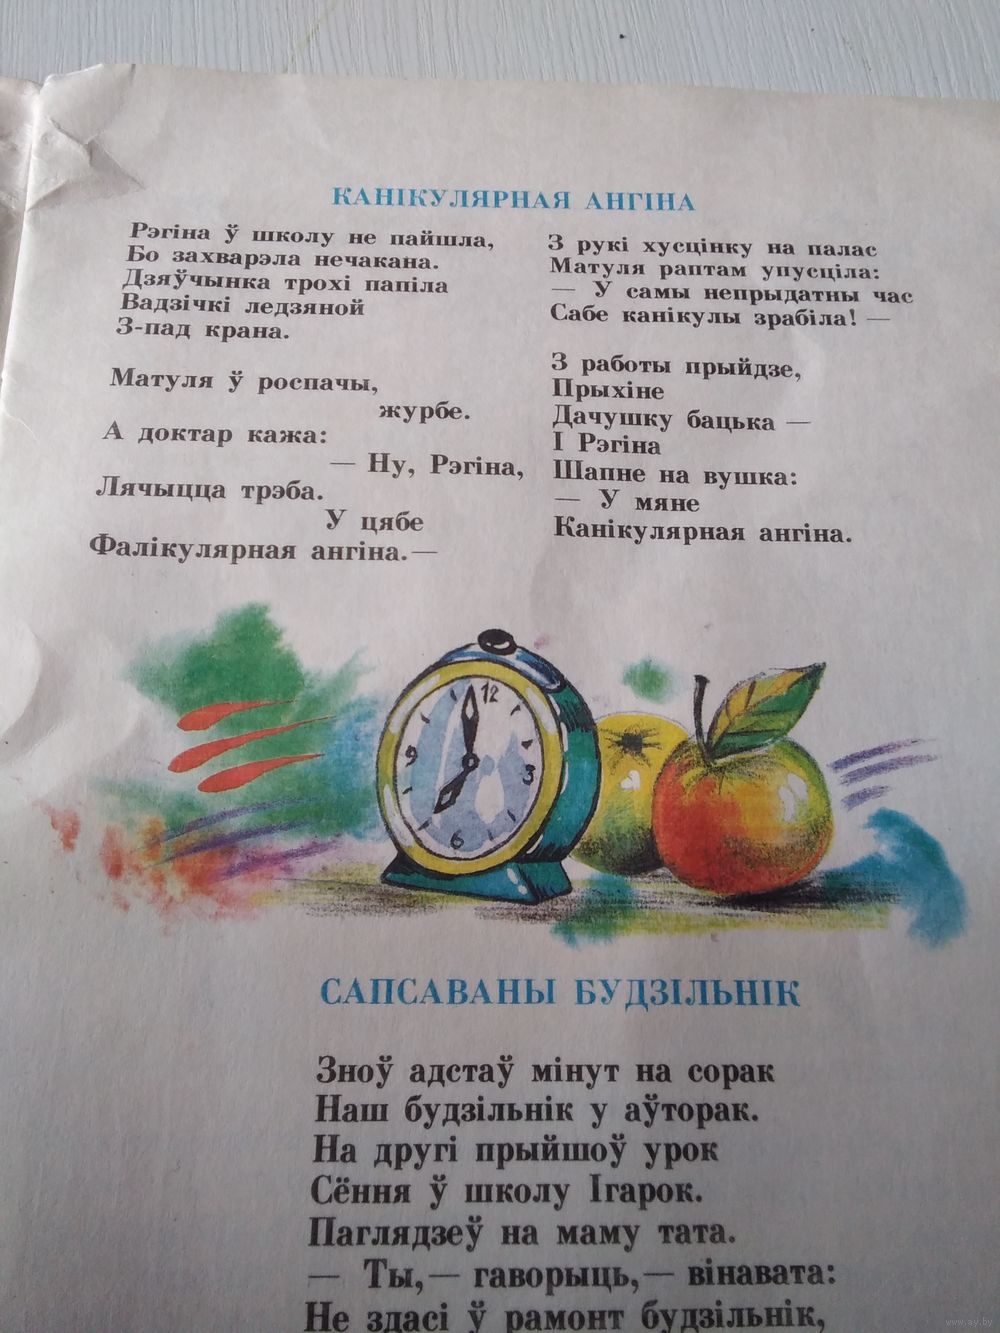 КАНІКУЛЯРНАЯ АНГІНА
Рэгіна ў школу не пайшла,
Бо захварэла нечакана.
Дзяўчынка трохі папіла
Вадзічкі ледзяной
З-пад крана.
Матуля ў роспачы,
журбе.
А доктар кажа:
— Ну, Рэгіна,
Лячыцца трэба.
У цябе
Фалікулярная ангіна.—
З рукі хусцінку на палас
Матуля раптам упусціла:
— У самы непрыдатны час
Сабе канікулы зрабіла! —
З работы прыйдзе,
Прыхіне
Дачушку бацька —
І Рэгіна
Шапне на вушка:
— У мяне
Канікулярная ангіна.
12
9
3
6
САПСАВАНЫ БУДЗІЛЬНІК
Зноў адстаў мінут на сорак
Наш будзільнік у аўторак.
На другі прыйшоў урок
Сёння ў школу Ігарок.
Паглядзеў на маму тата.
— Ты,— гаворыць,— вінавата:
Не здасі ў рамонт будзільнік,
www.ay.by